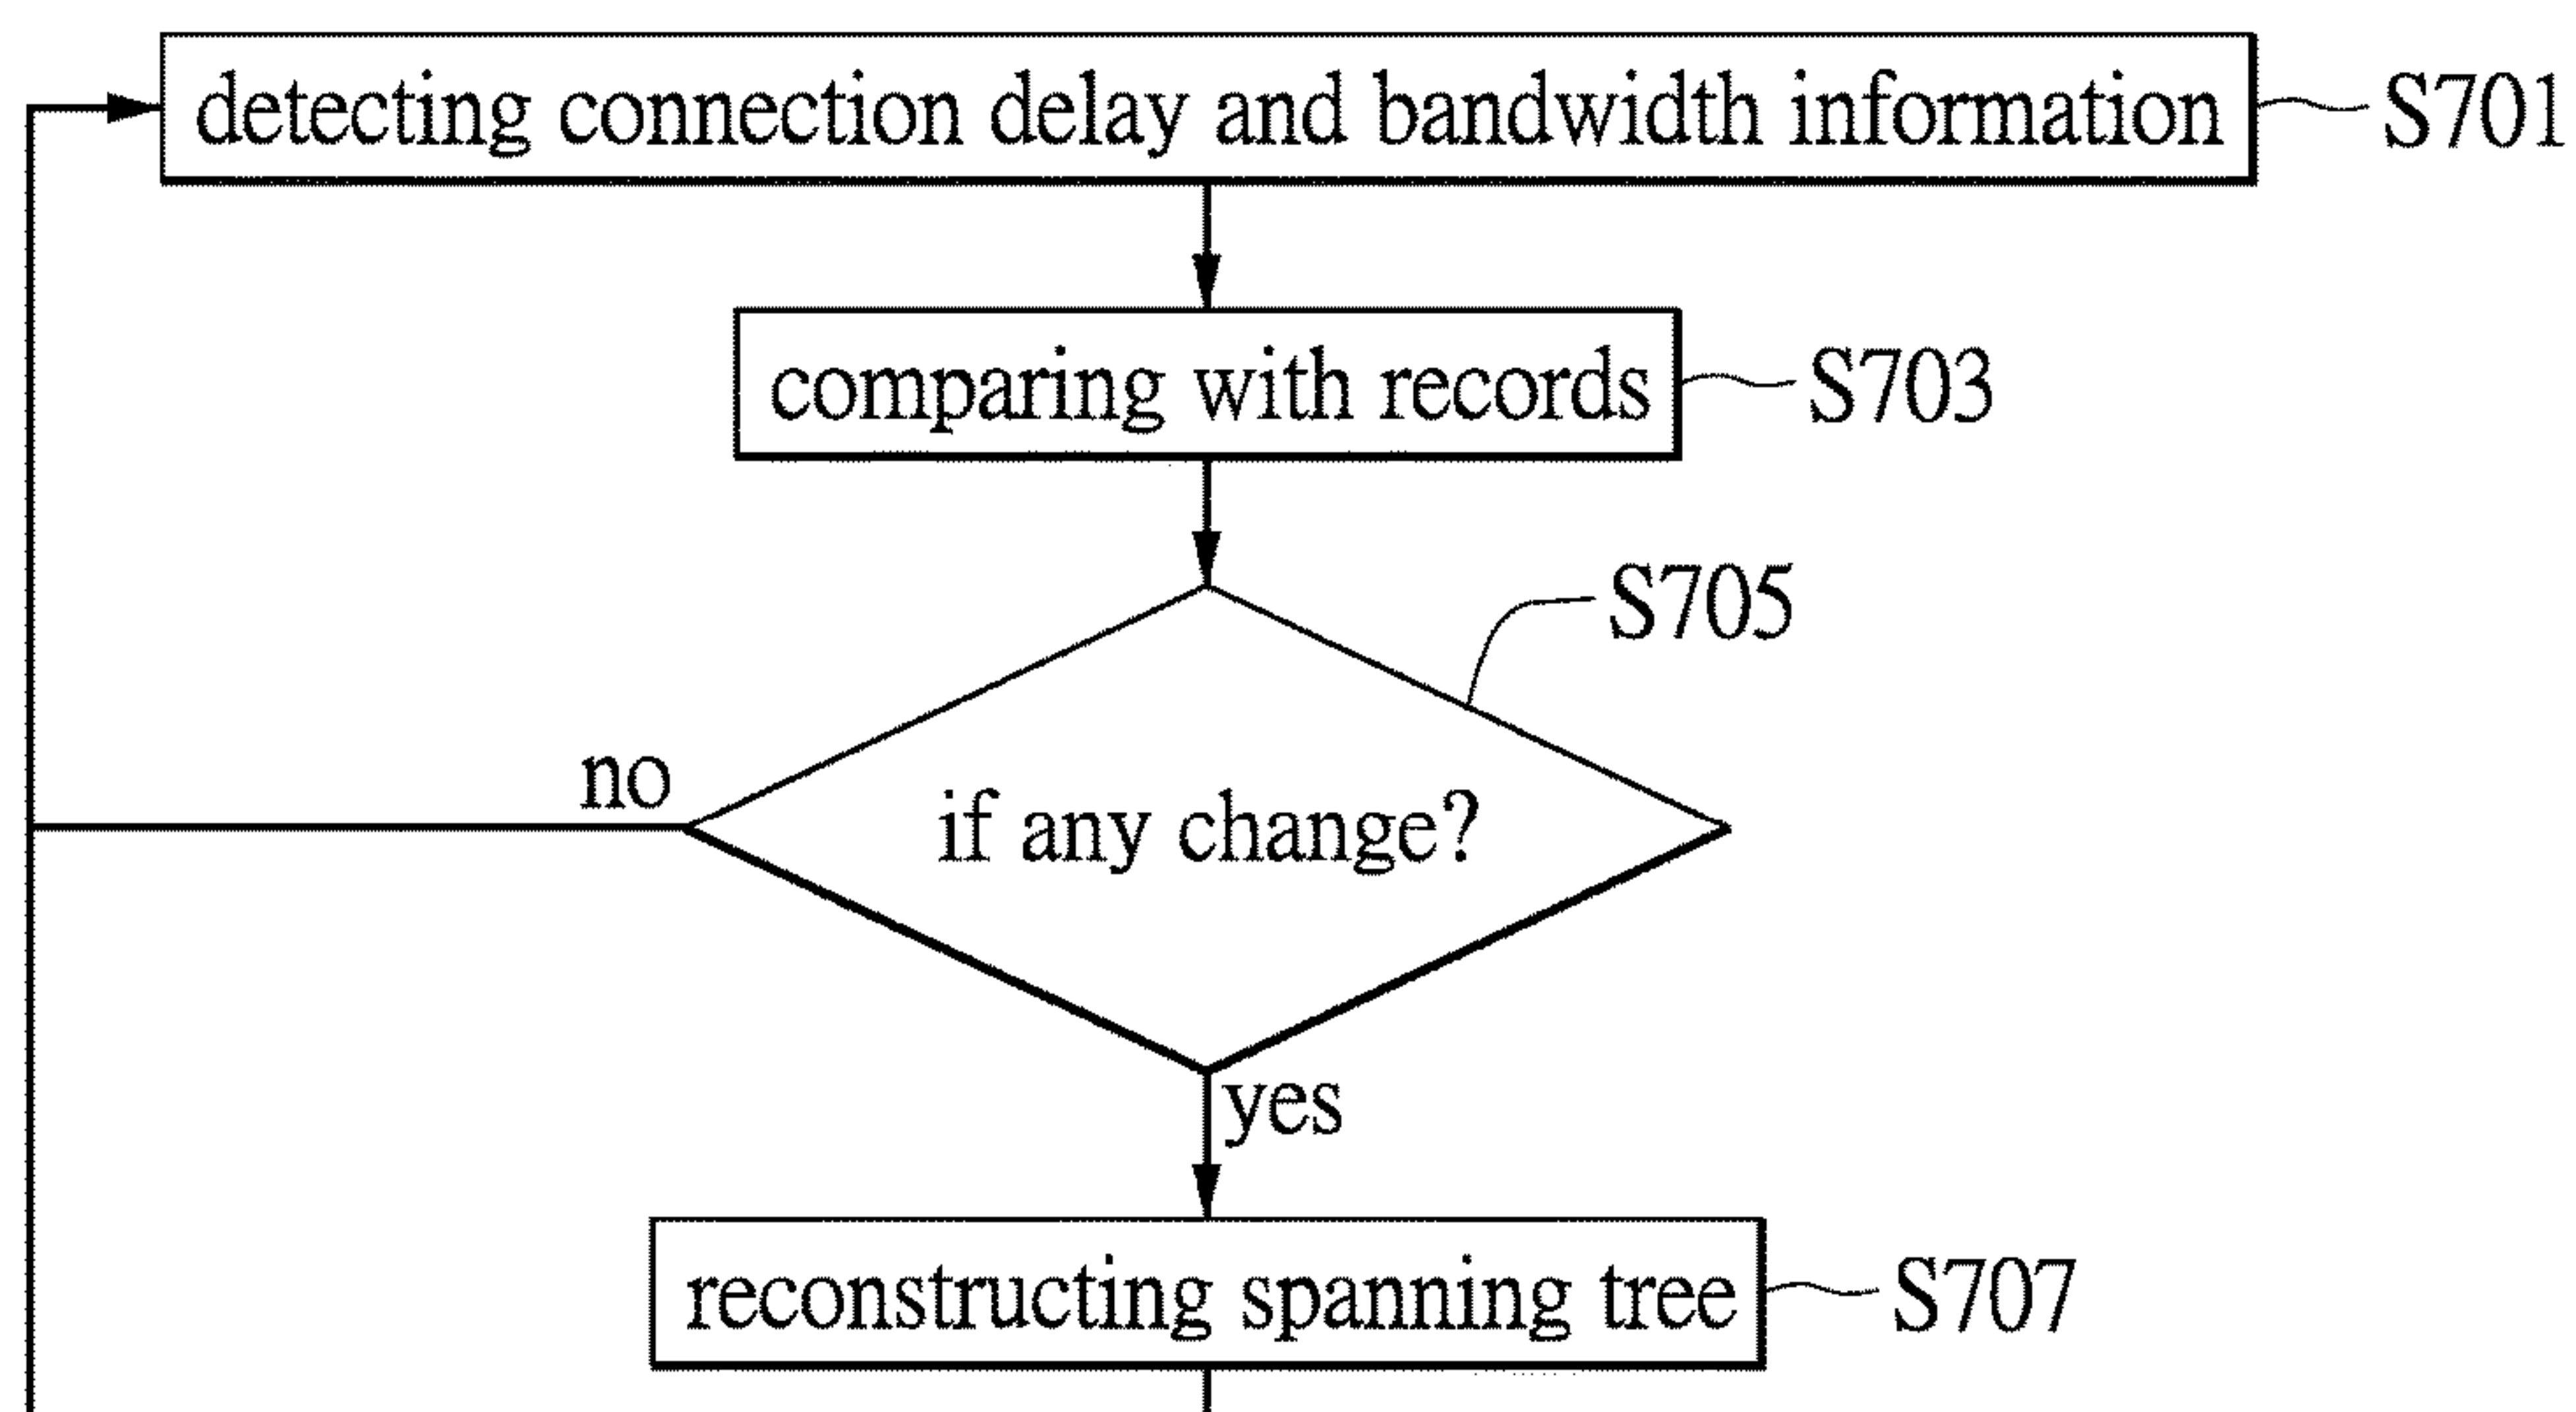 detecting connection delay and bandwidth information S701
comparing with records S703
S705
no
if any change?
yes
reconstructing spanning tree S707